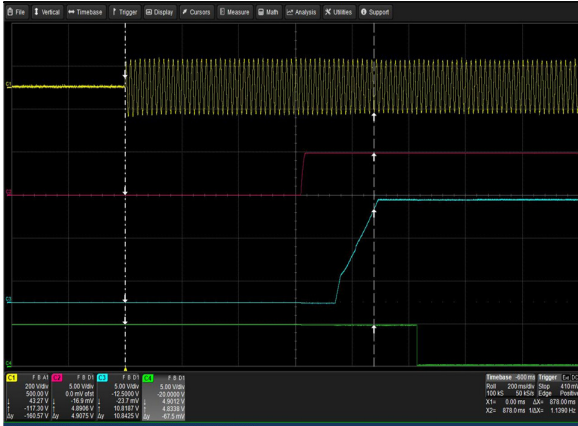 File Vertical Timebase Trigger Display Cursors Measure Math Analysis Utilities Support
C1
C2
C3
C4
C1 F B A1 C2 F B D1 C3 F B D1 C4 F B D1
200 V/div 5.00 V/div 5.00 V/div 5.00 V/div
500.00 V 0.0 mV ofst -12.5000 V -20.0000 V
↓ 43.27 V ↓ -16.9 mV ↓ -23.7 mV ↓ 4.9012 V
↑ -117.30 V ↑ 4.8906 V ↑ 10.8187 V ↑ 4.8338 V
Δy -160.57 V Δy 4.9075 V Δy 10.8425 V Δy -67.5 mV
Timebase -600 ms Trigger
Roll 200 ms/div Stop 410 mV
100 kS 50 kS/s Edge Positive
X1= 0.00 ms ΔX= 878.00 ms
X2= 878.0 ms 1/ΔX= 1.1390 Hz